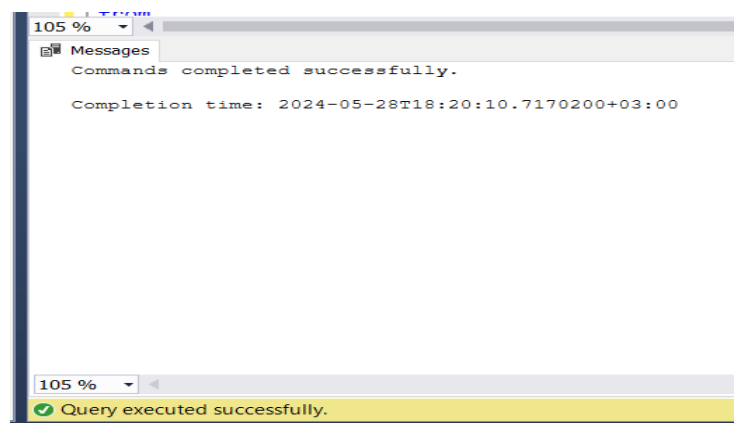 from
105 %
Messages
Commands completed successfully.
Completion time: 2024-05-28T18:20:10.7170200+03:00
105 %
Query executed successfully.